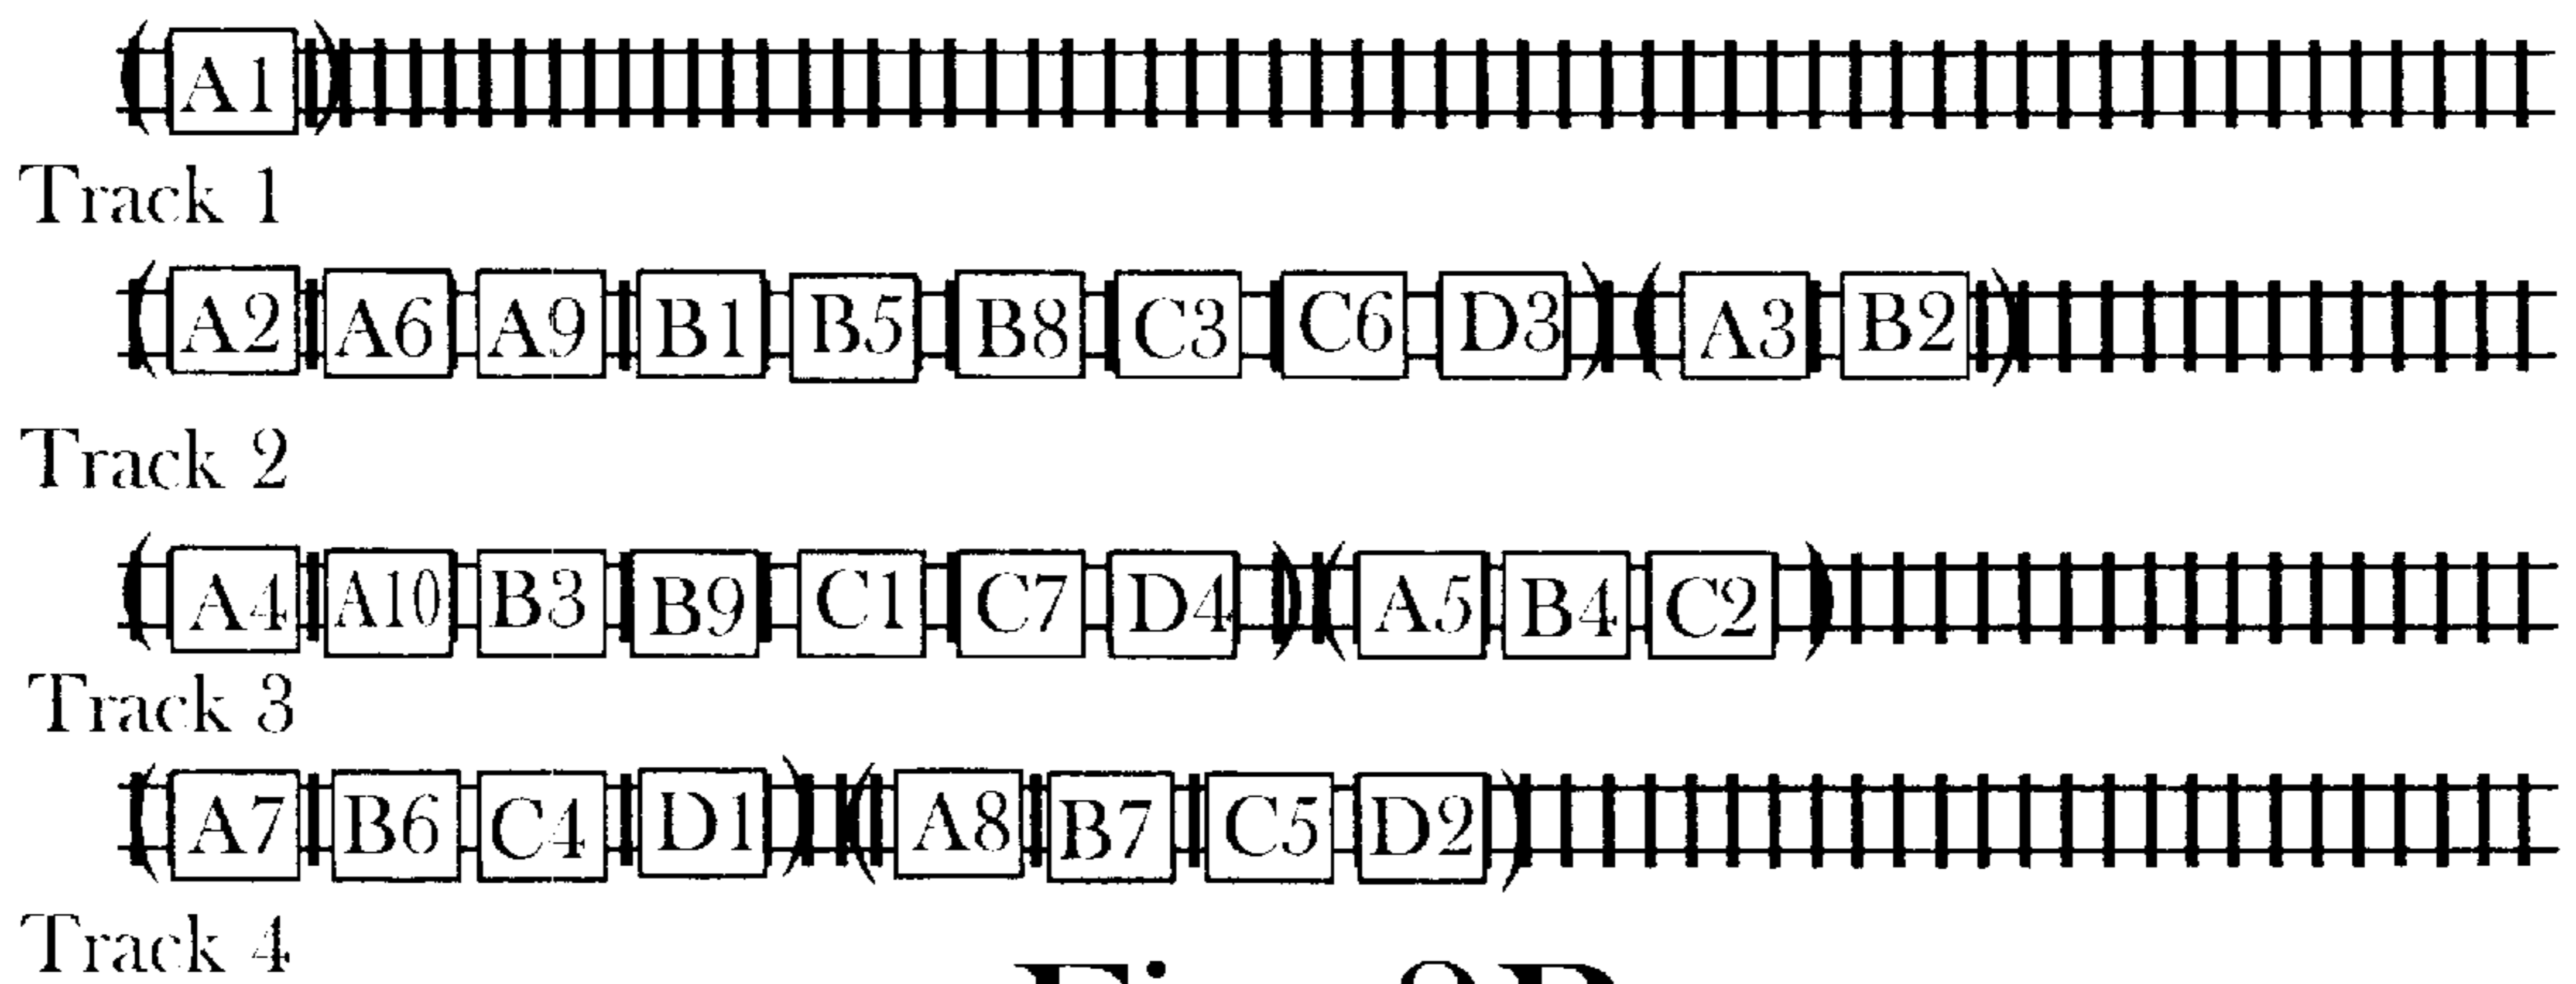 ( A1 )
Track 1
( A2 A6 A9 B1 B5 B8 C3 C6 D3 ) ( A3 B2 )
Track 2
( A4 A10 B3 B9 C1 C7 D4 ) ( A5 B4 C2 )
Track 3
( A7 B6 C4 D1 ) ( A8 B7 C5 D2 )
Track 4